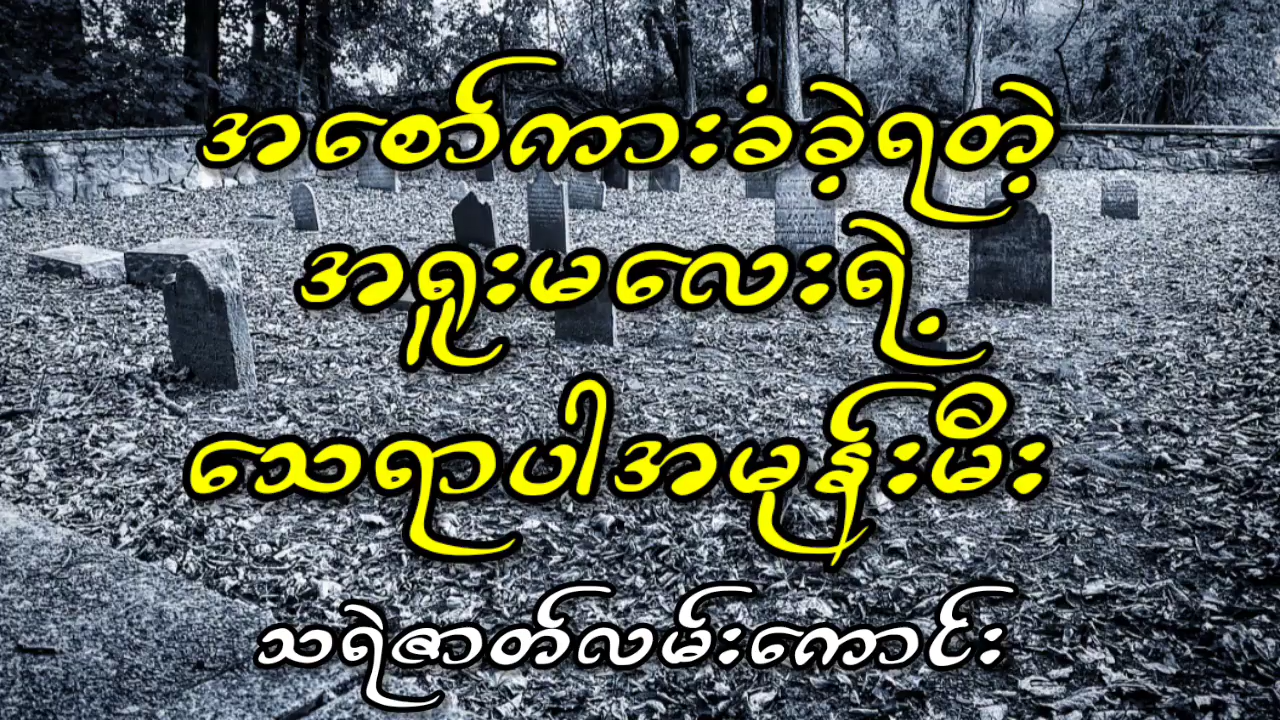 အစော်ကားခံခဲ့ရတဲ့
အရူးမလေးရဲ့
သေရာပါအမုန်းမီး
သရဲဇာတ်လမ်းကောင်း